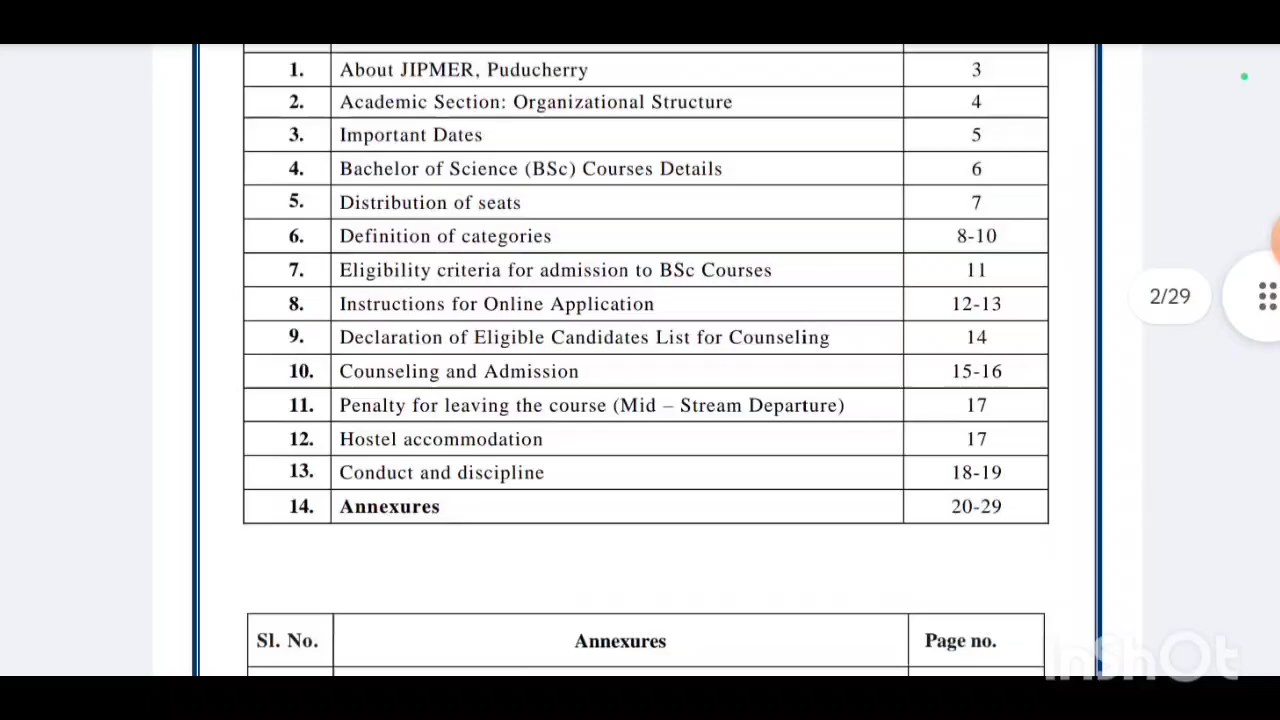 1. About JIPMER, Puducherry 3
2. Academic Section: Organizational Structure 4
3. Important Dates 5
4. Bachelor of Science (BSc) Courses Details 6
5. Distribution of seats 7
6. Definition of categories 8-10
7. Eligibility criteria for admission to BSc Courses 11
8. Instructions for Online Application 12-13
9. Declaration of Eligible Candidates List for Counseling 14
10. Counseling and Admission 15-16
11. Penalty for leaving the course (Mid – Stream Departure) 17
12. Hostel accommodation 17
13. Conduct and discipline 18-19
14. Annexures 20-29
2/29
Sl. No. Annexures Page no.
InShOt